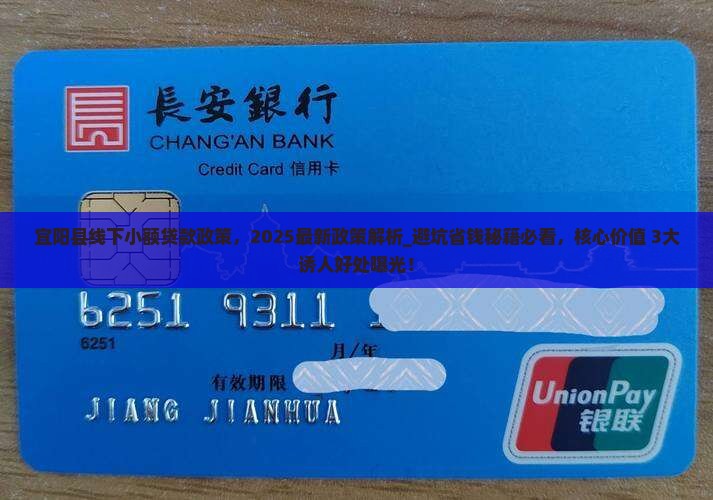 長安銀行
CHANG'AN BANK
Credit Card 信用卡
宜阳县线下小额贷款政策，2025最新政策解析_避坑省钱秘籍必看，核心价值 3大
诱人好处曝光！
6251 9311 1
6251
月/年
有效期限
JIANG JIANHUA
UnionPay
银联